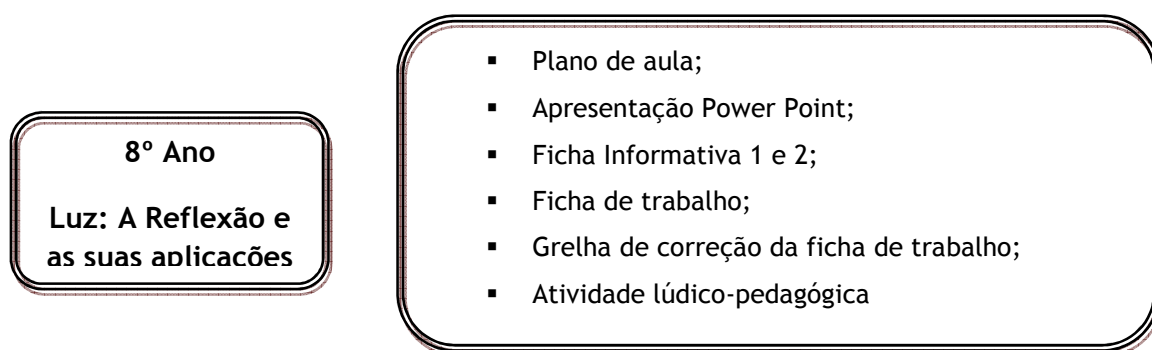 8º Ano
Luz: A Reflexão e
as suas aplicações
▪ Plano de aula;
▪ Apresentação Power Point;
▪ Ficha Informativa 1 e 2;
▪ Ficha de trabalho;
▪ Grelha de correção da ficha de trabalho;
▪ Atividade lúdico-pedagógica